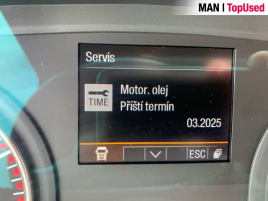 MAN | TopUsed
Servis
Motor. olej
TIME
Příští termín
03.2025
ESC